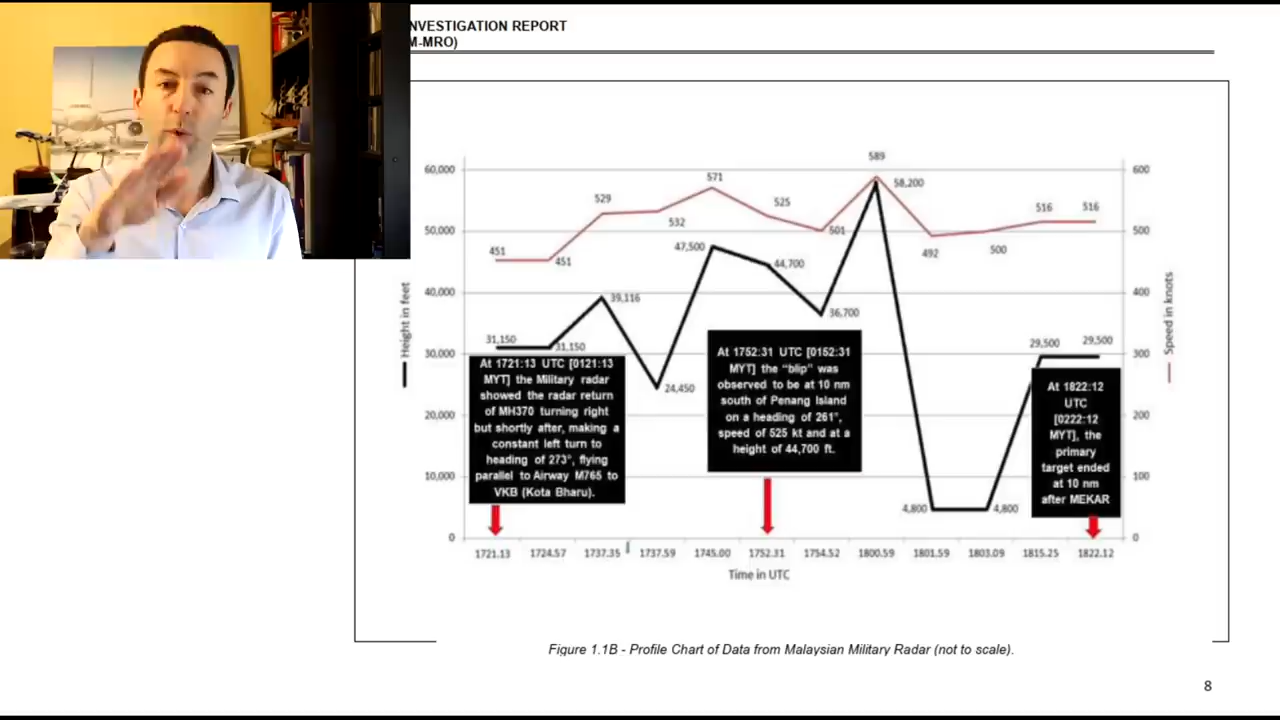 NVESTIGATION REPORT
M-MRO)
589
60,000
600
571
58,200
529
525
516
516
532
501
50,000
500
451
451
47,500
492
500
44,700
40,000
400
39,116
36,700
31,150
31,150
29,500
29,500
30,000
300
24,450
20,000
200
10,000
100
4,800
4,800
0
0
Height in feet
Speed in knots
At 1721:13 UTC [0121:13
MYT] the Military radar
showed the radar return
of MH370 turning right
but shortly after, making a
constant left turn to
heading of 273°, flying
parallel to Airway M765 to
VKB (Kota Bharu).
At 1752:31 UTC [0152:31
MYT] the “blip” was
observed to be at 10 nm
south of Penang Island
on a heading of 261°,
speed of 525 kt and at a
height of 44,700 ft.
At 1822:12
UTC
[0222:12
MYT], the
primary
target ended
at 10 nm
after MEKAR
1721.13 1724.57 1737.35 1737.59 1745.00 1752.31 1754.52 1800.59 1801.59 1803.09 1815.25 1822.12
Time in UTC
Figure 1.1B - Profile Chart of Data from Malaysian Military Radar (not to scale).
8